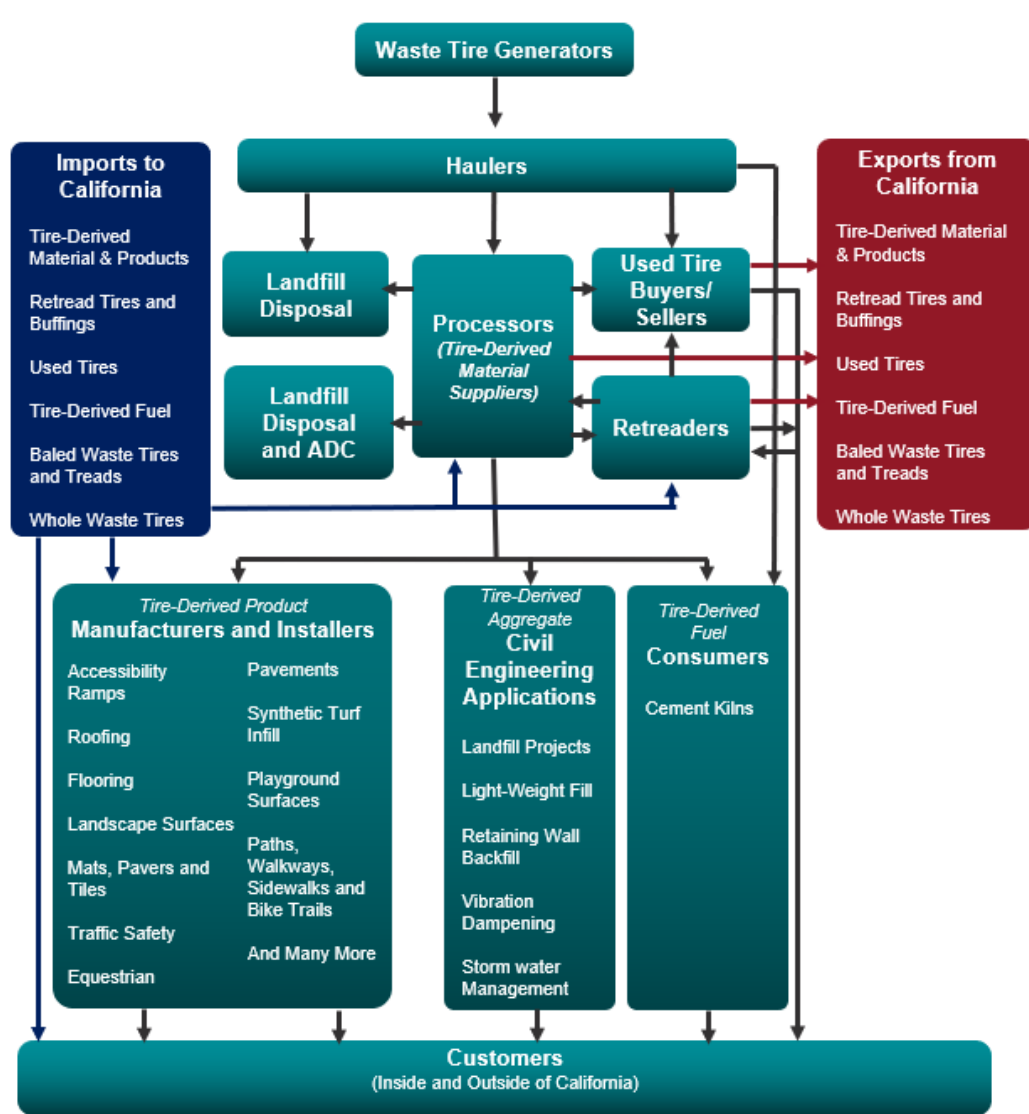 Waste Tire Generators
Imports to
California
Tire-Derived
Material & Products
Retread Tires and
Buffings
Used Tires
Tire-Derived Fuel
Baled Waste Tires
and Treads
Whole Waste Tires
Haulers
Exports from
California
Tire-Derived Material
& Products
Retread Tires and
Buffings
Used Tires
Tire-Derived Fuel
Baled Waste Tires
and Treads
Whole Waste Tires
Landfill
Disposal
Processors
(Tire-Derived
Material
Suppliers)
Used Tire
Buyers/
Sellers
Landfill
Disposal
and ADC
Retreaders
Tire-Derived Product
Manufacturers and Installers
Accessibility
Ramps
Roofing
Flooring
Landscape Surfaces
Mats, Pavers and
Tiles
Traffic Safety
Equestrian
Pavements
Synthetic Turf
Infill
Playground
Surfaces
Paths,
Walkways,
Sidewalks and
Bike Trails
And Many More
Tire-Derived
Aggregate
Civil
Engineering
Applications
Landfill Projects
Light-Weight Fill
Retaining Wall
Backfill
Vibration
Dampening
Storm water
Management
Tire-Derived
Fuel
Consumers
Cement Kilns
Customers
(Inside and Outside of California)